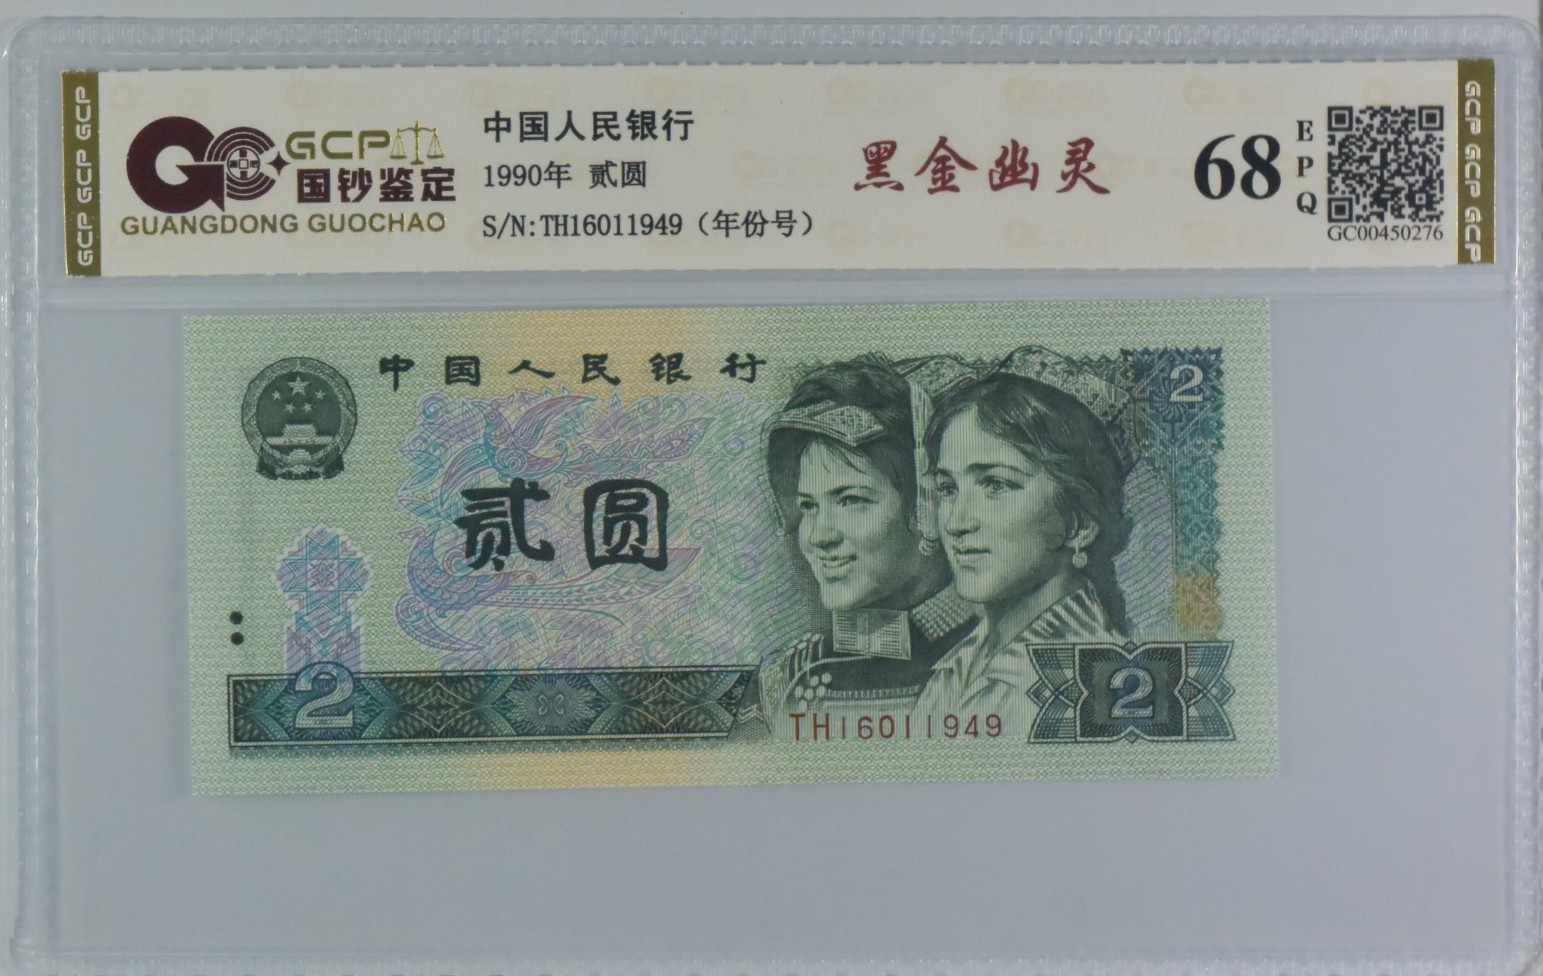 GCP GCP GCP
GCP
国钞鉴定
GUANGDONG GUOCHAO
中国人民银行
1990年 贰圆
S/N:TH16011949（年份号）
黑金幽灵
68
EPQ
GC00450276
GCP GCP GCP
中国人民银行
2
贰圆
2
TH16011949
2